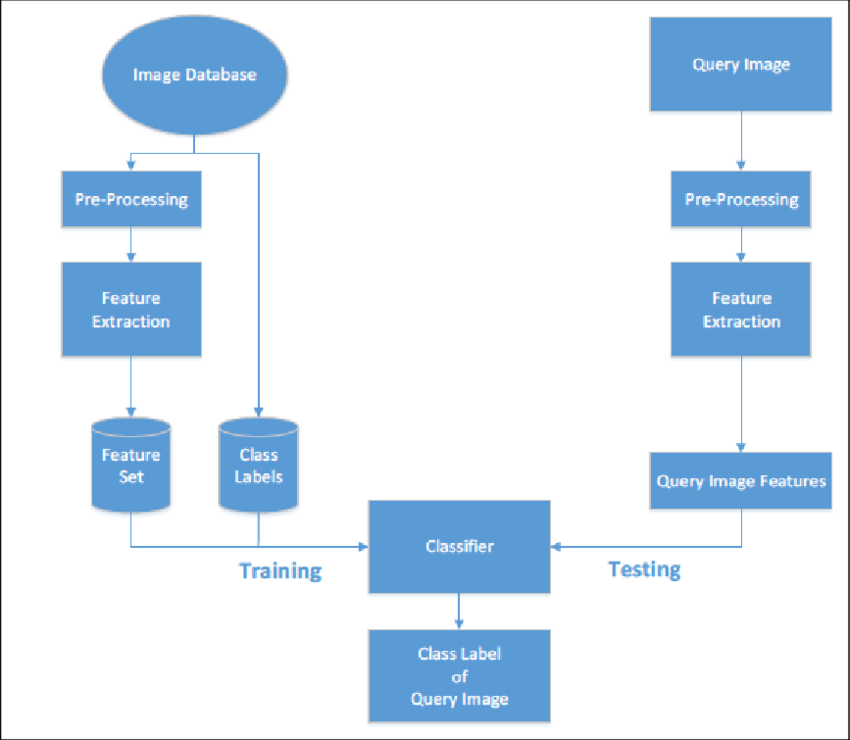 Image Database
Query Image
Pre-Processing
Pre-Processing
Feature
Extraction
Feature
Extraction
Feature
Set
Class
Labels
Query Image Features
Classifier
Training
Testing
Class Label
of
Query Image